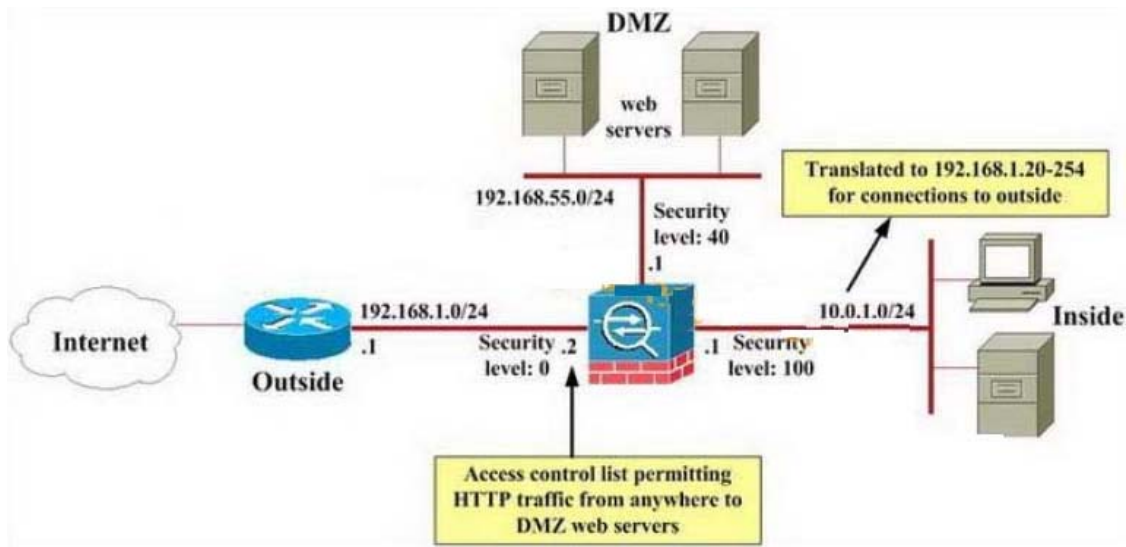 DMZ
web
servers
Translated to 192.168.1.20-254
for connections to outside
192.168.55.0/24
Security
level: 40
.1
Internet
192.168.1.0/24
.1
Outside
Security
level: 0
.2
.1
Security
level: 100
10.0.1.0/24
Inside
Access control list permitting
HTTP traffic from anywhere to
DMZ web servers